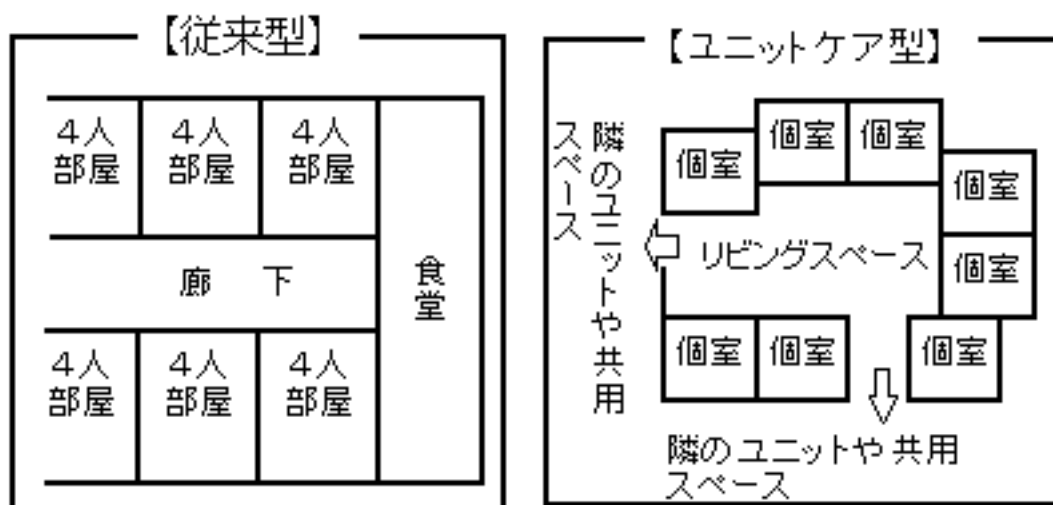 【従来型】
4人
部屋
4人
部屋
4人
部屋
廊　下
食堂
4人
部屋
4人
部屋
4人
部屋
【ユニットケア型】
隣のユニットや共用
スペース
個室
個室
個室
個室
リビングスペース
個室
個室
個室
個室
隣のユニットや共用
スペース